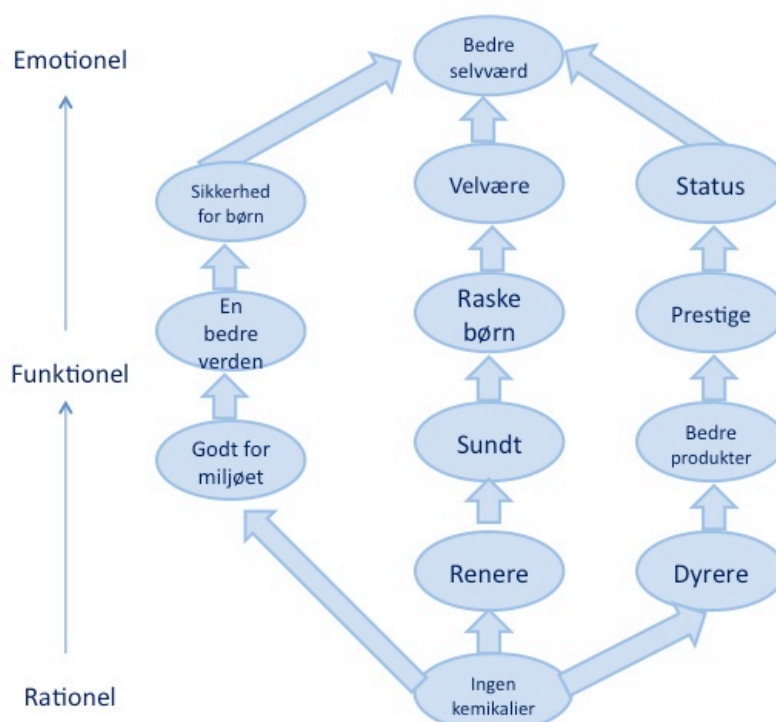 Emotionel
Bedre
selvværd
Sikkerhed
for børn
Velvære
Status
En
bedre
verden
Raske
børn
Prestige
Funktionel
Godt for
miljøet
Sundt
Bedre
produkter
Renere
Dyrere
Rationel
Ingen
kemikalier